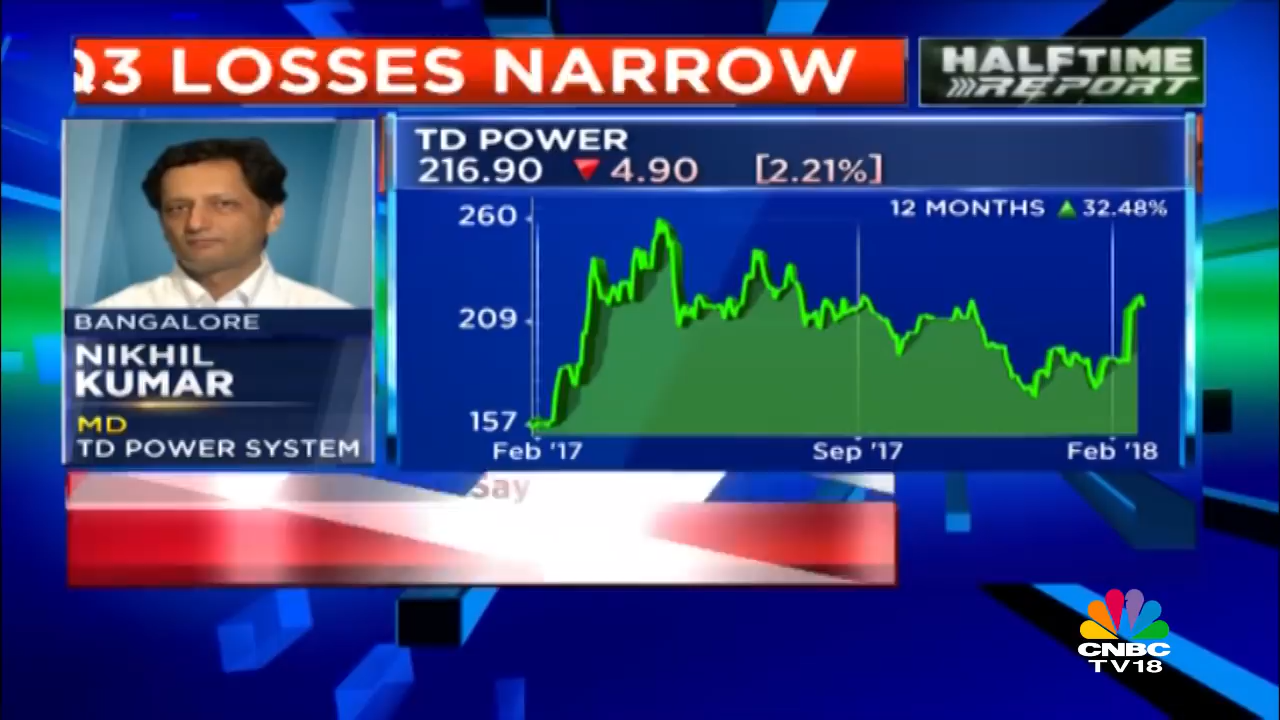 Q3 LOSSES NARROW
HALFTIME
REPORT
TD POWER
216.90 ▼ 4.90 [2.21%]
12 MONTHS ▲ 32.48%
260
209
157
Feb '17 Sep '17 Feb '18
BANGALORE
NIKHIL
KUMAR
MD
TD POWER SYSTEM
Say
CNBC
TV18